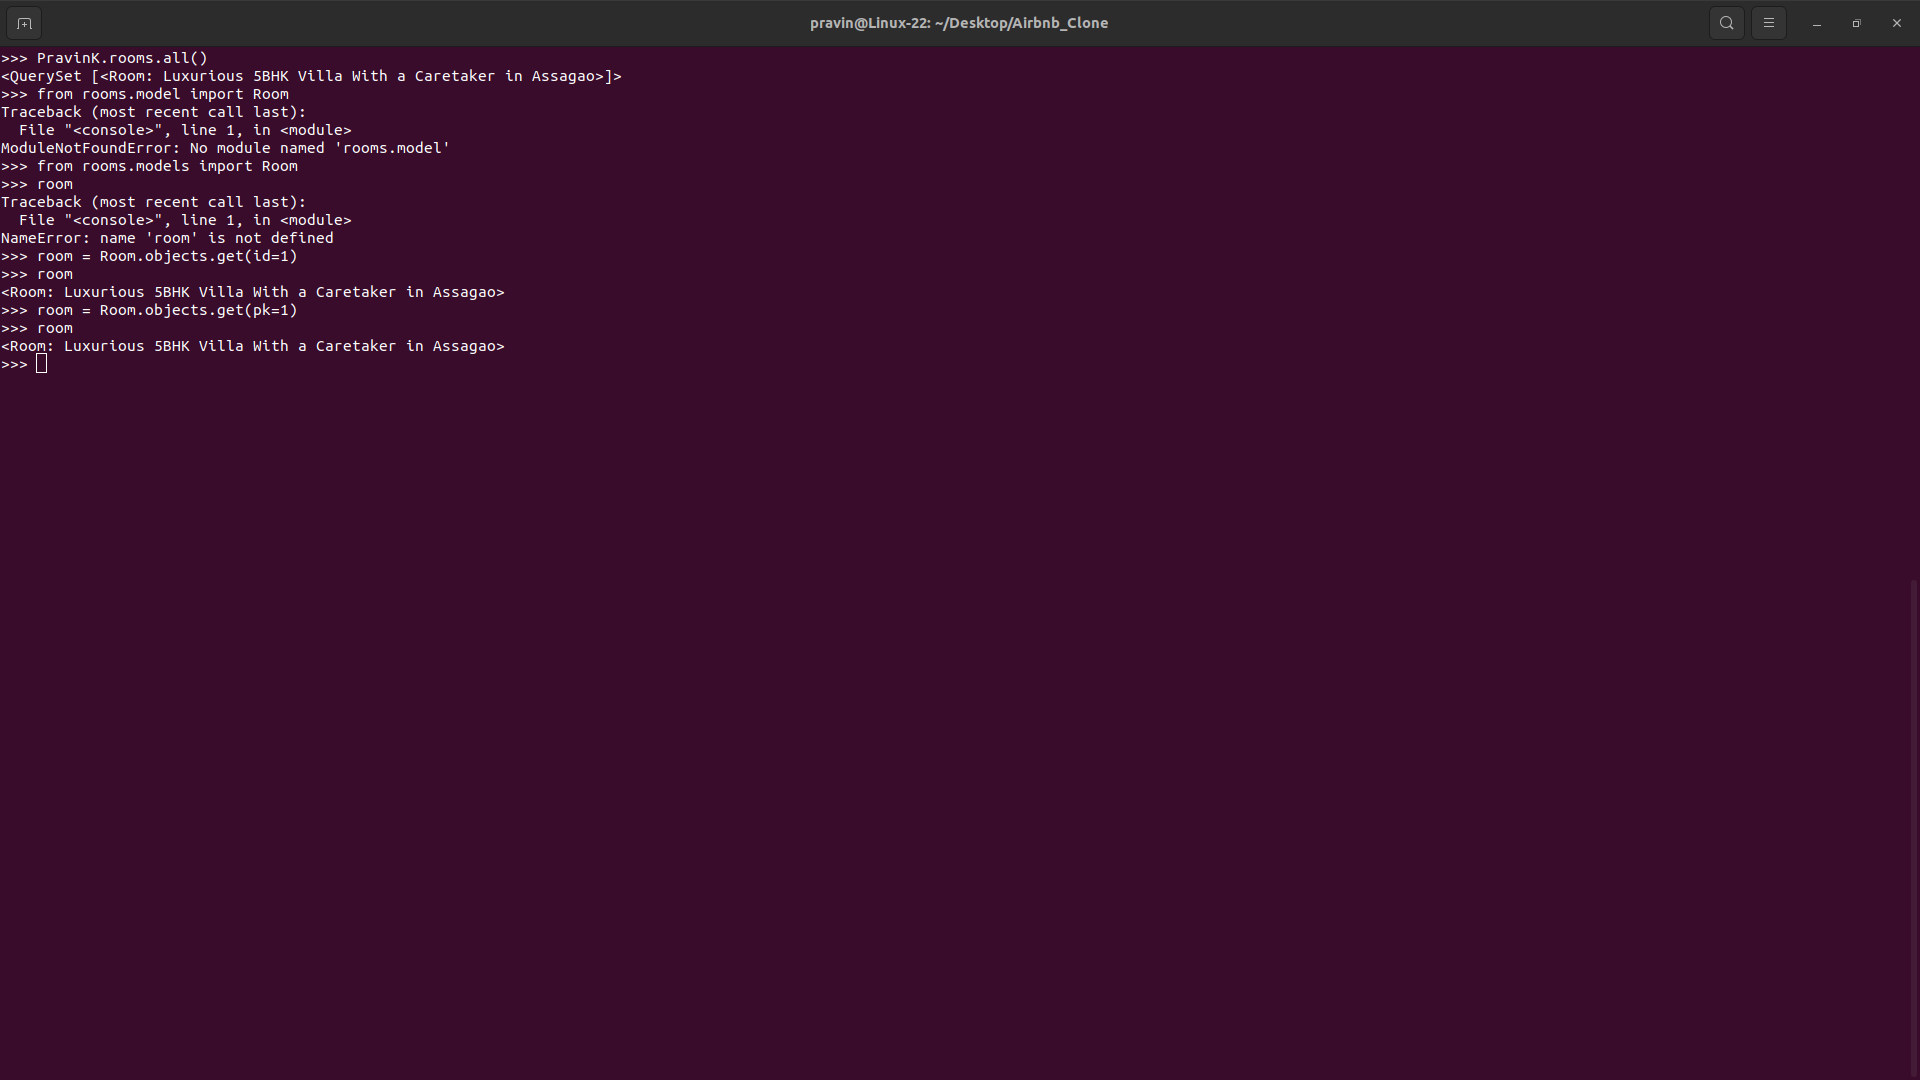 pravin@Linux-22: ~/Desktop/Airbnb_Clone
>>> PravinK.rooms.all()
<QuerySet [<Room: Luxurious 5BHK Villa With a Caretaker in Assagao>]>
>>> from rooms.model import Room
Traceback (most recent call last):
  File "<console>", line 1, in <module>
ModuleNotFoundError: No module named 'rooms.model'
>>> from rooms.models import Room
>>> room
Traceback (most recent call last):
  File "<console>", line 1, in <module>
NameError: name 'room' is not defined
>>> room = Room.objects.get(id=1)
>>> room
<Room: Luxurious 5BHK Villa With a Caretaker in Assagao>
>>> room = Room.objects.get(pk=1)
>>> room
<Room: Luxurious 5BHK Villa With a Caretaker in Assagao>
>>>